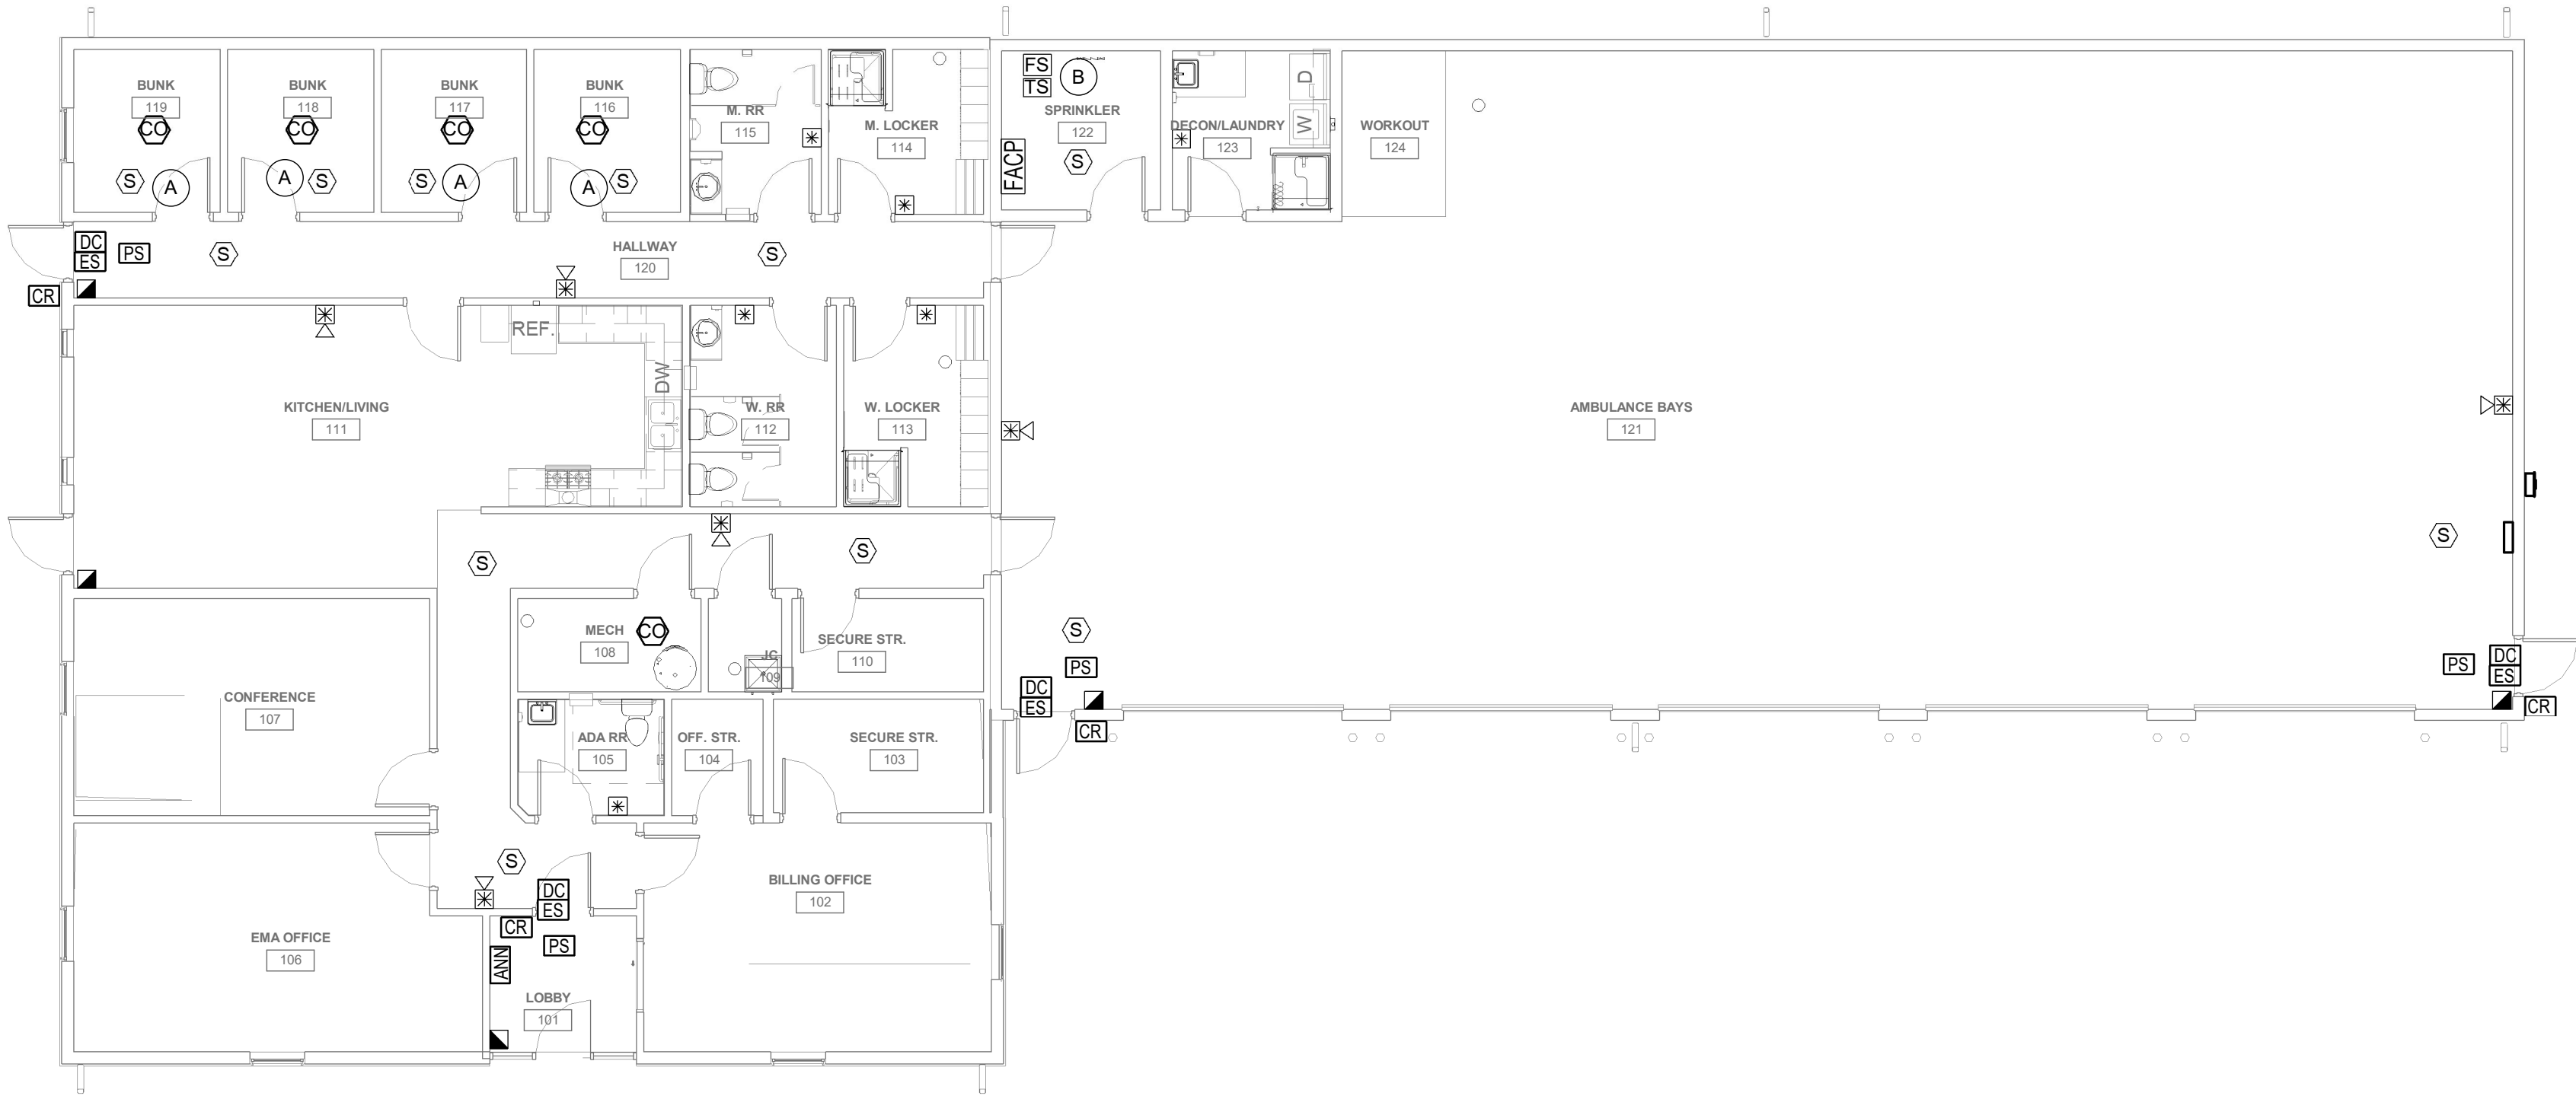 BUNK
119
CO
S
A
BUNK
118
CO
A
S
BUNK
117
CO
S
A
BUNK
116
CO
A
S
M. RR
115
M. LOCKER
114
FS
TS
B
SPRINKLER
122
S
FACP
DECON/LAUNDRY
123
D
W
WORKOUT
124
DC
ES
PS
S
HALLWAY
120
S
CR
REF.
DW
KITCHEN/LIVING
111
W. RR
112
W. LOCKER
113
AMBULANCE BAYS
121
S
S
S
MECH
108
CO
JC
109
SECURE STR.
110
S
PS
DC
ES
CR
PS
DC
ES
CR
CONFERENCE
107
ADA RR
105
OFF. STR.
104
SECURE STR.
103
S
DC
ES
CR
PS
ANN
BILLING OFFICE
102
EMA OFFICE
106
LOBBY
101